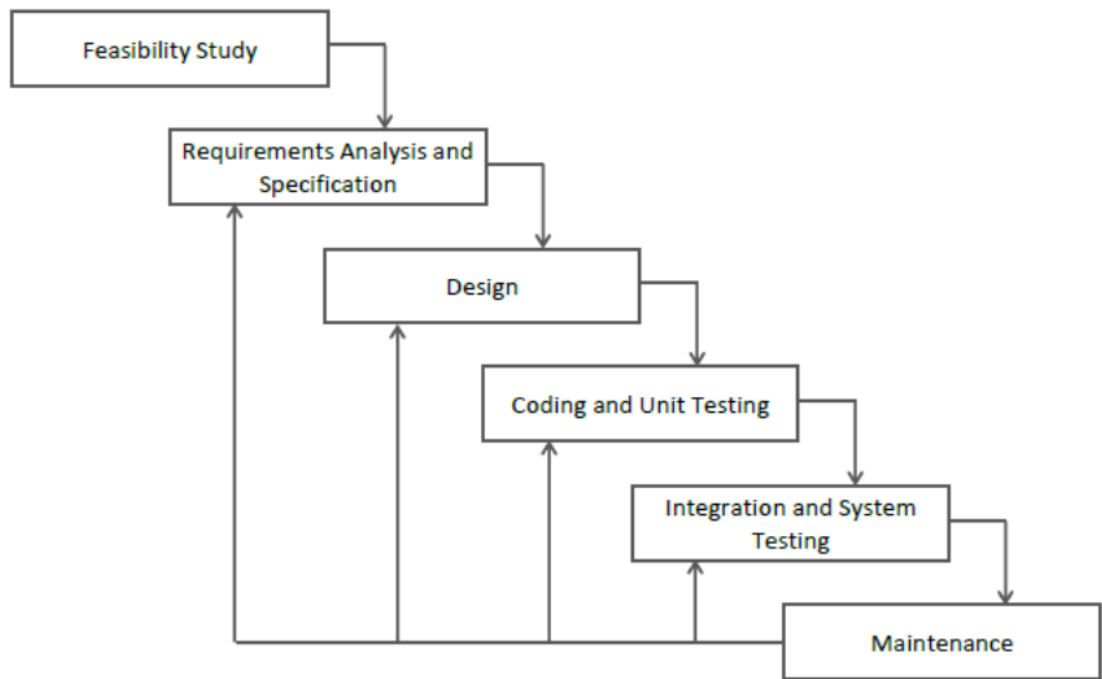 Feasibility Study
Requirements Analysis and
Specification
Design
Coding and Unit Testing
Integration and System
Testing
Maintenance